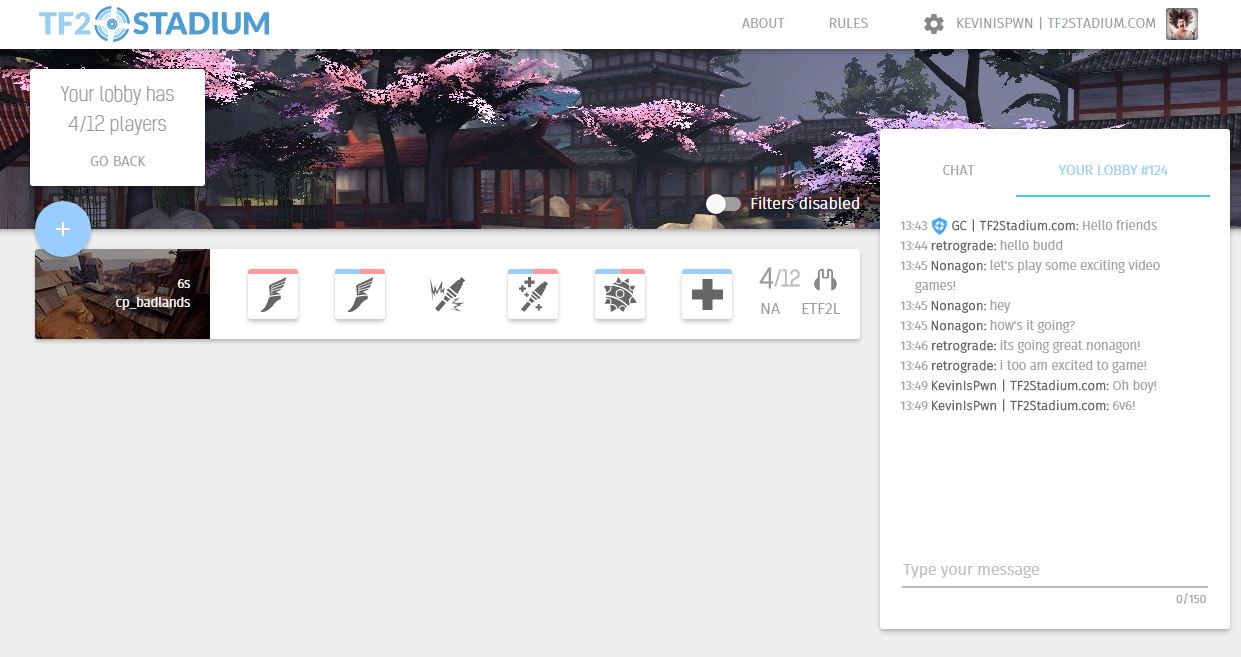 TF2 STADIUM
ABOUT
RULES
KEVINISPWN | TF2STADIUM.COM
Your lobby has
4/12 players
GO BACK
+
Filters disabled
6s
cp_badlands
4/12
NA
ETF2L
CHAT
YOUR LOBBY #124
13:43 GC | TF2Stadium.com: Hello friends
13:44 retrograde: hello budd
13:45 Nonagon: let's play some exciting video
games!
13:45 Nonagon: hey
13:45 Nonagon: how's it going?
13:46 retrograde: its going great nonagon!
13:46 retrograde: i too am excited to game!
13:49 KevinIsPwn | TF2Stadium.com: Oh boy!
13:49 KevinIsPwn | TF2Stadium.com: 6v6!
Type your message
0/150